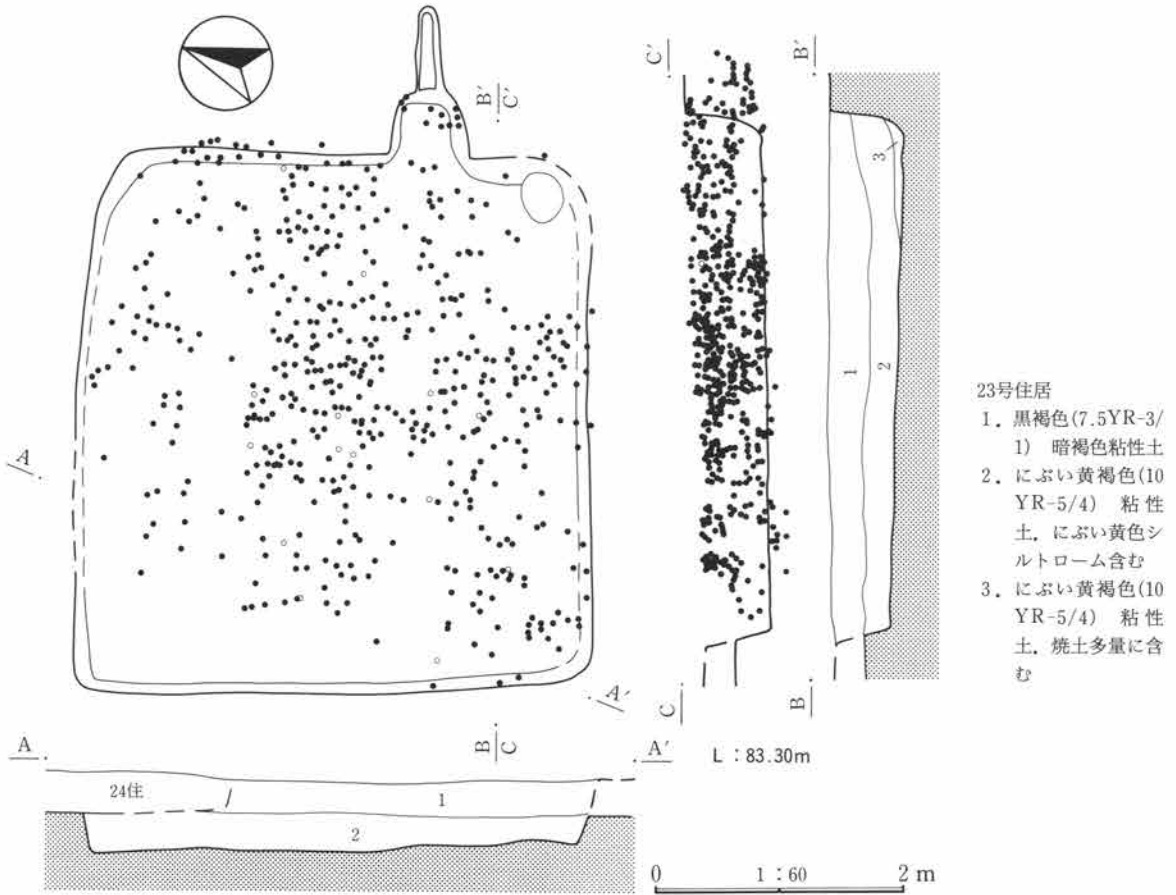 C′
B′
B′
C′
3
1
2
A
A′
B
C
C
B
A
A′
L：83.30m
24住
1
2
0 1：60 2 m
23号住居
1．黒褐色(7.5YR-3/
1) 暗褐色粘性土
2．にぶい黄褐色(10
YR-5/4) 粘性
土，にぶい黄色シ
ルトローム含む
3．にぶい黄褐色(10
YR-5/4) 粘性
土，焼土多量に含
む